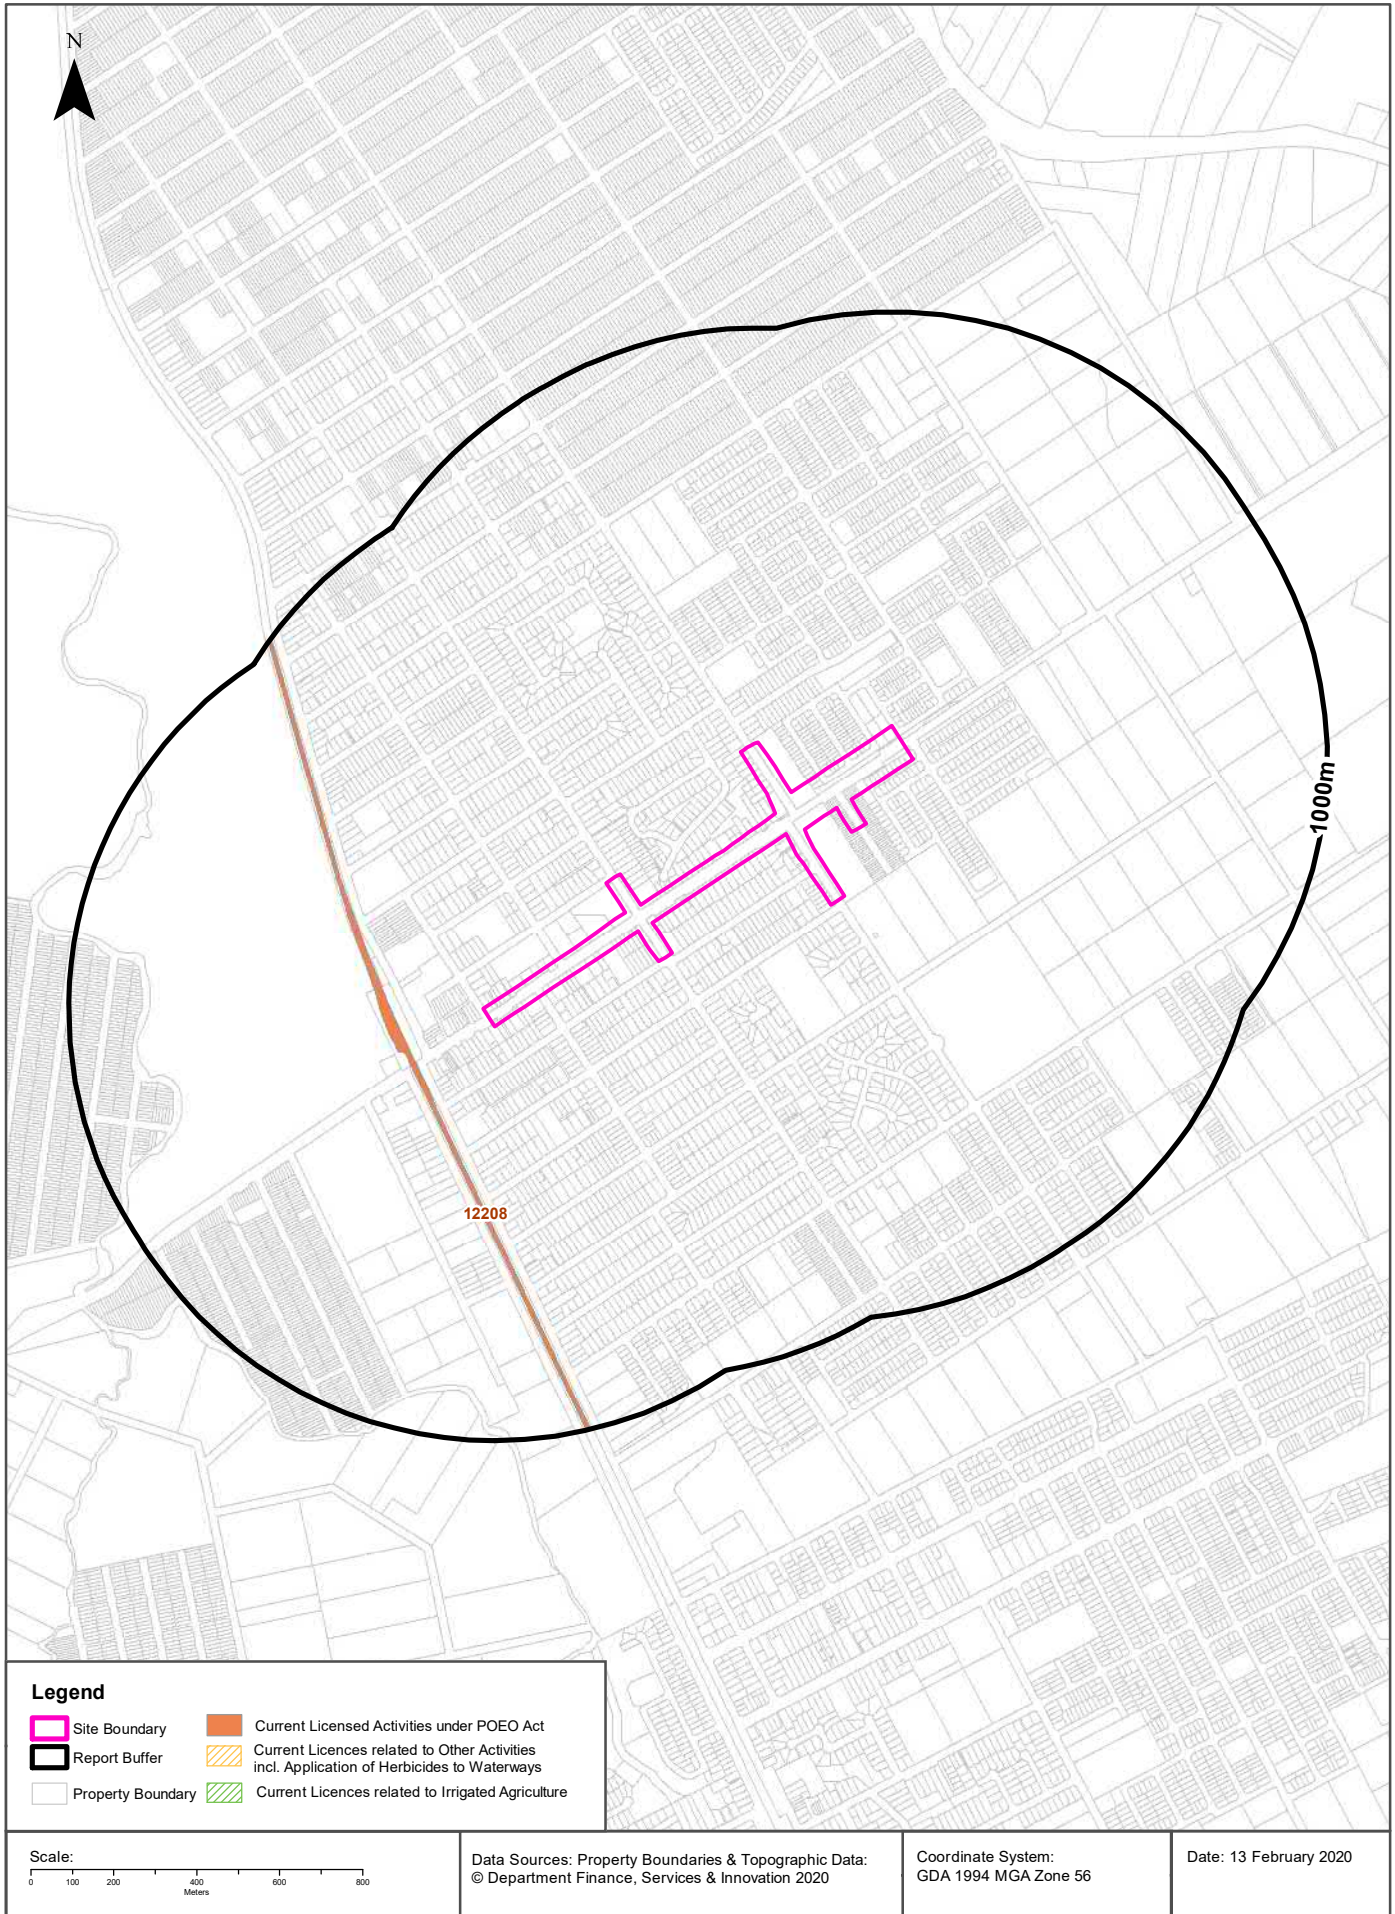 N
1000m
12208
Legend
Site Boundary
Report Buffer
Property Boundary
Current Licensed Activities under POEO Act
Current Licences related to Other Activities
incl. Application of Herbicides to Waterways
Current Licences related to Irrigated Agriculture
Scale:
0 100 200 400 600 800
Meters
Data Sources: Property Boundaries & Topographic Data:
© Department Finance, Services & Innovation 2020
Coordinate System:
GDA 1994 MGA Zone 56
Date: 13 February 2020